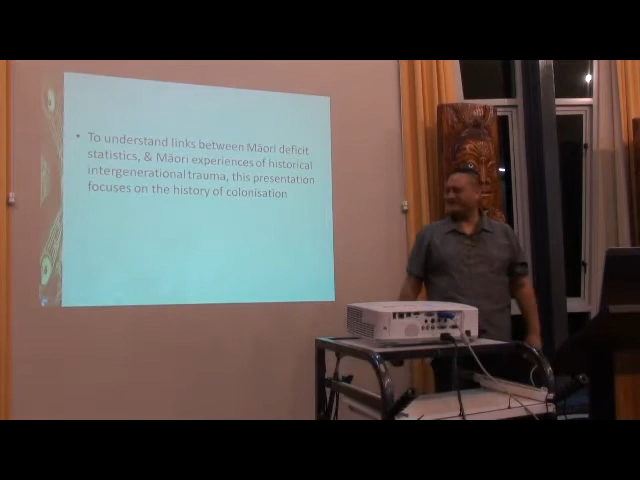 • To understand links between Māori deficit
statistics, & Māori experiences of historical
intergenerational trauma, this presentation
focuses on the history of colonisation